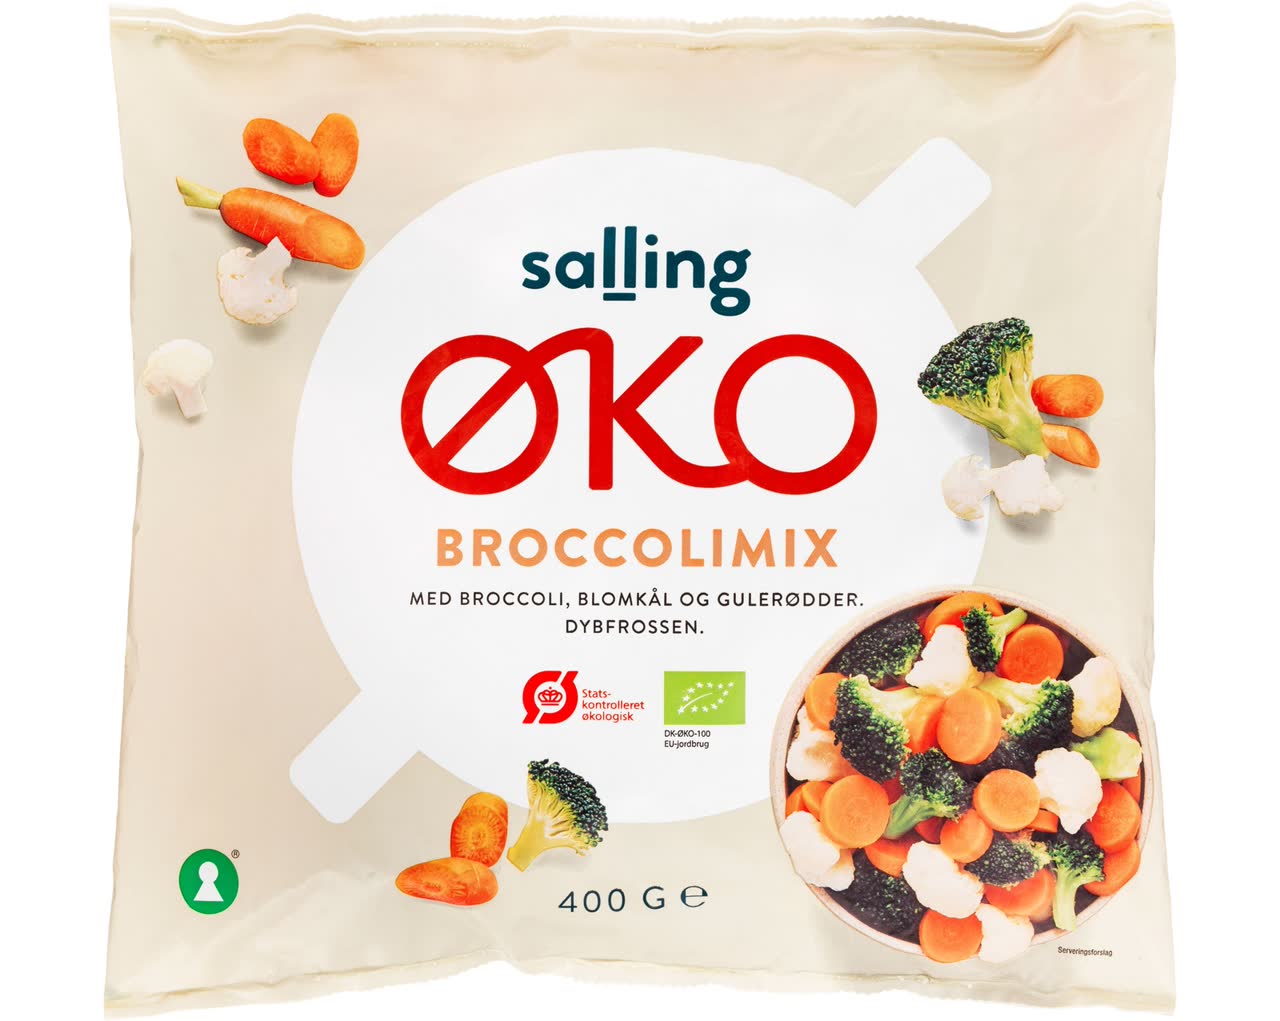 salling
ØKO
BROCCOLIMIX
MED BROCCOLI, BLOMKÅL OG GULERØDDER.
DYBFROSSEN.
Stats-
kontrolleret
økologisk
DK-ØKO-100
EU-jordbrug
®
400 G ℮
Serveringsforslag